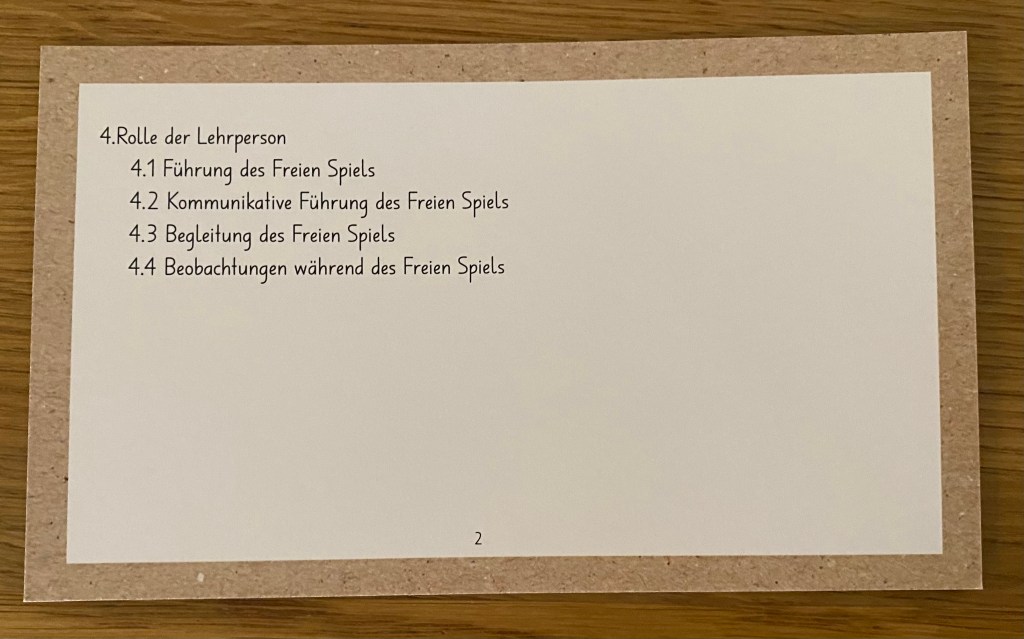 4.Rolle der Lehrperson
4.1 Führung des Freien Spiels
4.2 Kommunikative Führung des Freien Spiels
4.3 Begleitung des Freien Spiels
4.4 Beobachtungen während des Freien Spiels
2